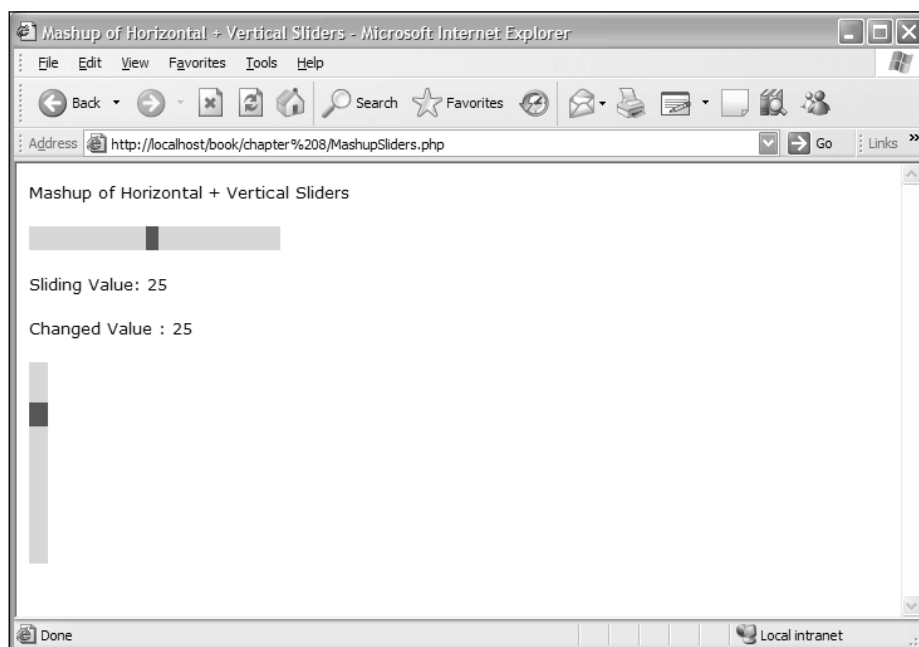 Mashup of Horizontal + Vertical Sliders - Microsoft Internet Explorer
File Edit View Favorites Tools Help
Back Search Favorites
Address http://localhost/book/chapter%208/MashupSliders.php Go Links »
Mashup of Horizontal + Vertical Sliders
Sliding Value: 25
Changed Value : 25
Done Local intranet